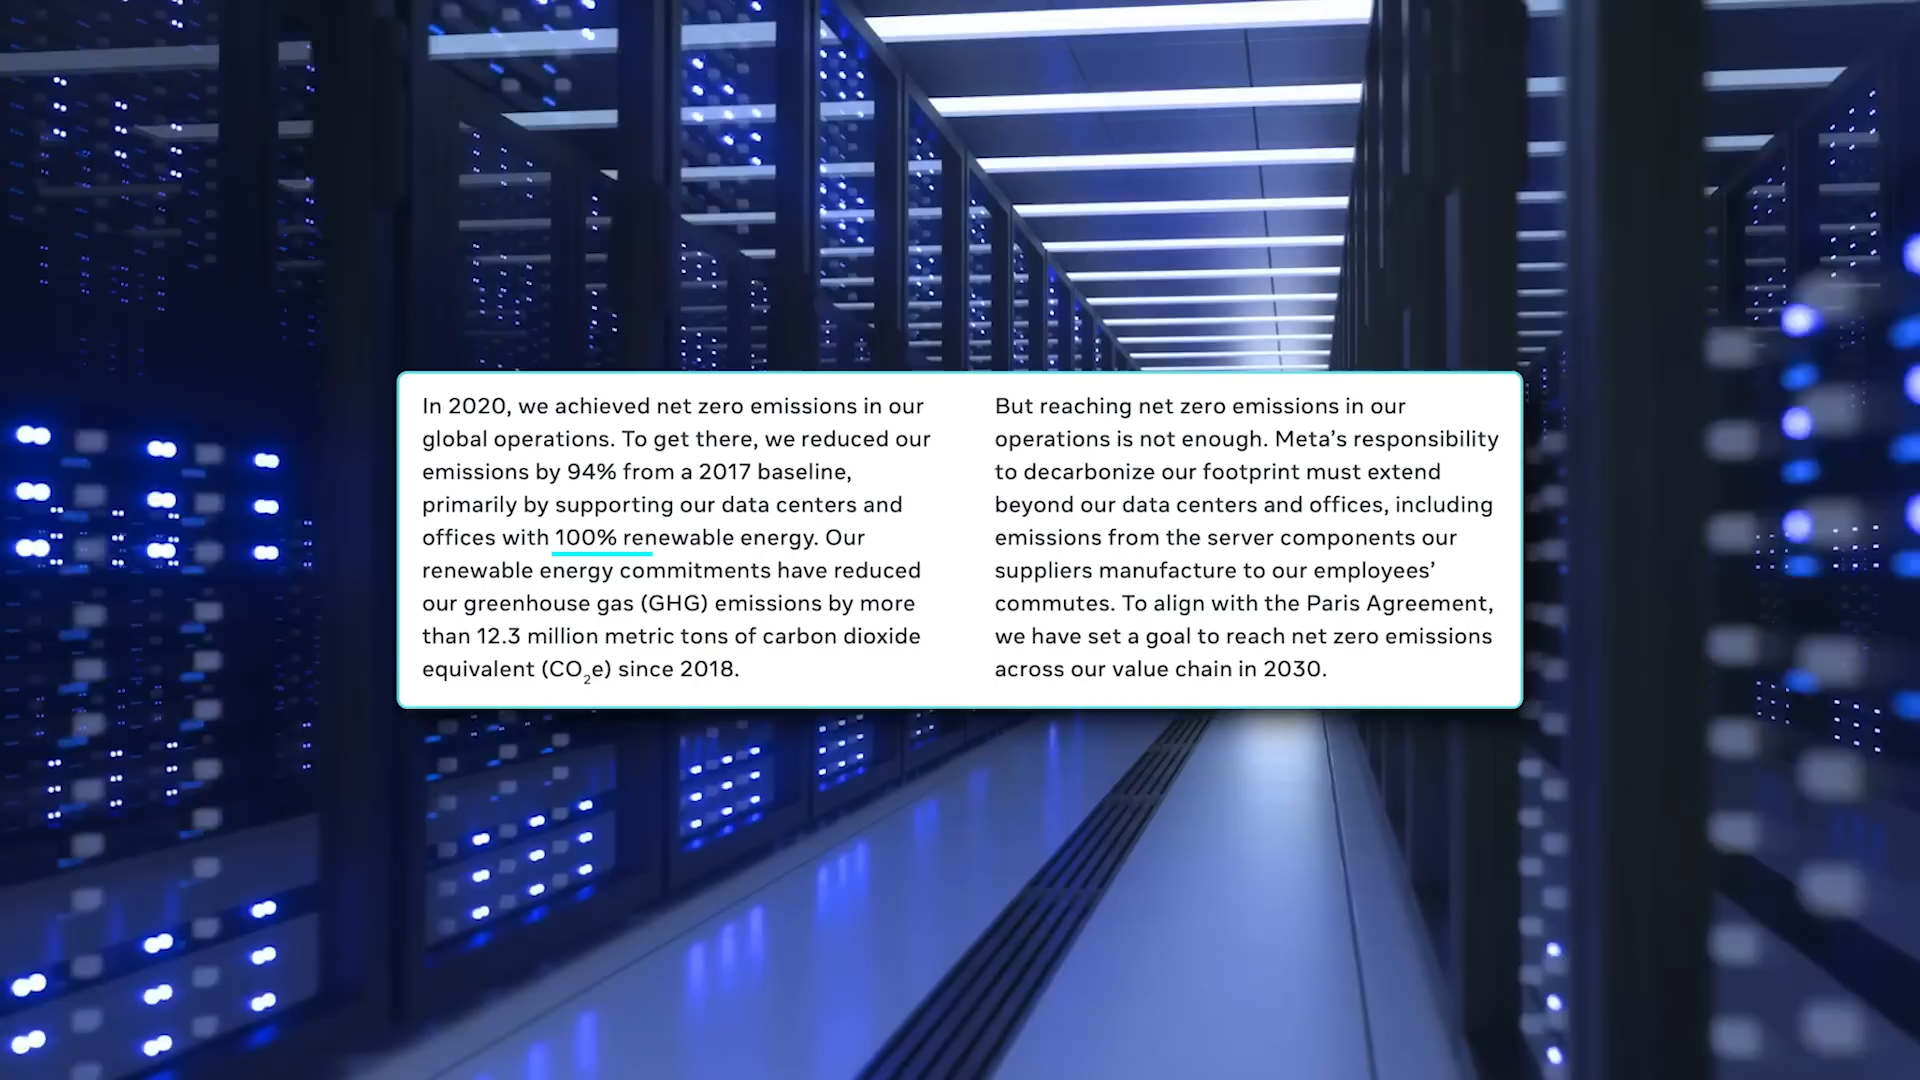 In 2020, we achieved net zero emissions in our
global operations. To get there, we reduced our
emissions by 94% from a 2017 baseline,
primarily by supporting our data centers and
offices with 100% renewable energy. Our
renewable energy commitments have reduced
our greenhouse gas (GHG) emissions by more
than 12.3 million metric tons of carbon dioxide
equivalent (CO₂e) since 2018.
But reaching net zero emissions in our
operations is not enough. Meta’s responsibility
to decarbonize our footprint must extend
beyond our data centers and offices, including
emissions from the server components our
suppliers manufacture to our employees’
commutes. To align with the Paris Agreement,
we have set a goal to reach net zero emissions
across our value chain in 2030.